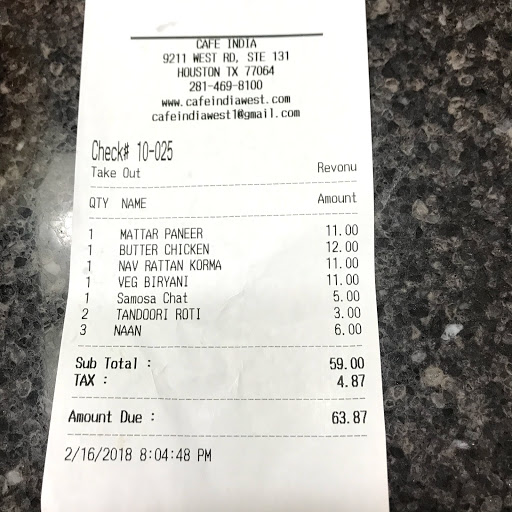 CAFE INDIA
9211 WEST RD, STE 131
HOUSTON TX 77064
281-469-8100
www.cafeindiawest.com
cafeindiawest1@gmail.com
Check# 10-025
Take Out Revonu
QTY NAME Amount
1 MATTAR PANEER 11.00
1 BUTTER CHICKEN 12.00
1 NAV RATTAN KORMA 11.00
1 VEG BIRYANI 11.00
1 Samosa Chat 5.00
2 TANDOORI ROTI 3.00
3 NAAN 6.00
Sub Total : 59.00
TAX : 4.87
Amount Due : 63.87
2/16/2018 8:04:48 PM